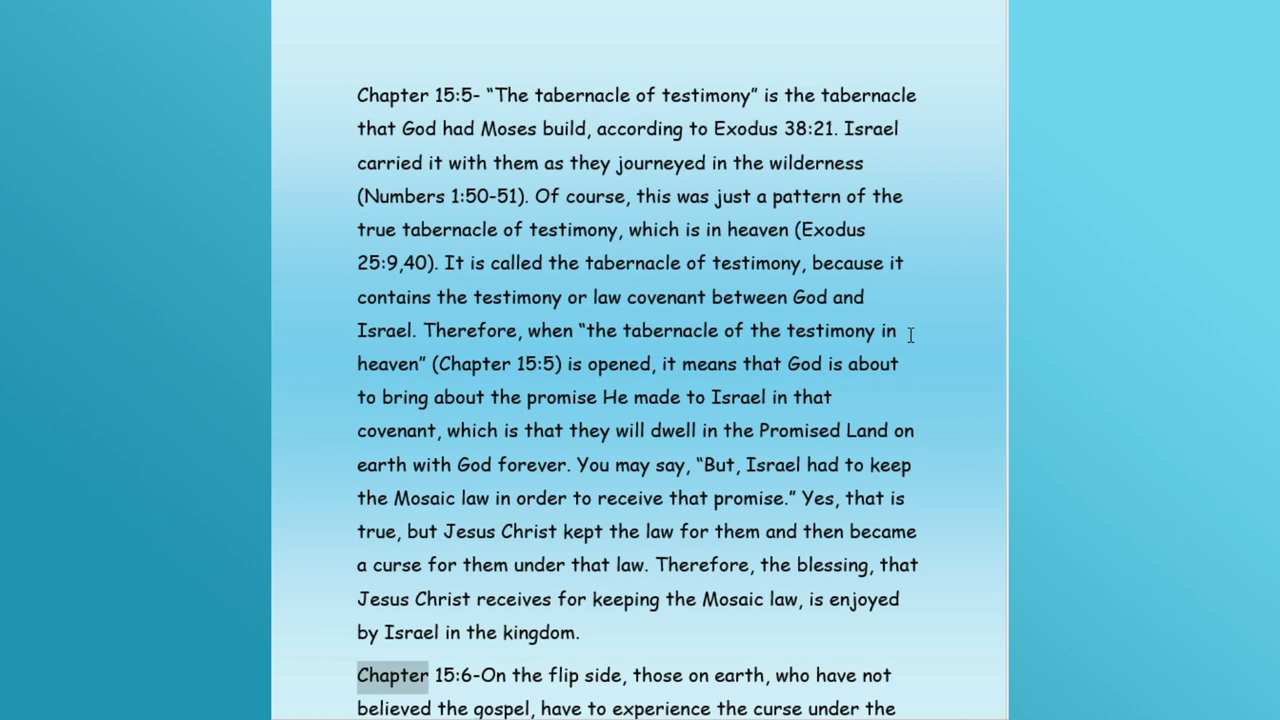 Chapter 15:5- “The tabernacle of testimony” is the tabernacle
that God had Moses build, according to Exodus 38:21. Israel
carried it with them as they journeyed in the wilderness
(Numbers 1:50-51). Of course, this was just a pattern of the
true tabernacle of testimony, which is in heaven (Exodus
25:9,40). It is called the tabernacle of testimony, because it
contains the testimony or law covenant between God and
Israel. Therefore, when “the tabernacle of the testimony in
heaven” (Chapter 15:5) is opened, it means that God is about
to bring about the promise He made to Israel in that
covenant, which is that they will dwell in the Promised Land on
earth with God forever. You may say, “But, Israel had to keep
the Mosaic law in order to receive that promise.” Yes, that is
true, but Jesus Christ kept the law for them and then became
a curse for them under that law. Therefore, the blessing, that
Jesus Christ receives for keeping the Mosaic law, is enjoyed
by Israel in the kingdom.
Chapter 15:6-On the flip side, those on earth, who have not
believed the gospel, have to experience the curse under the